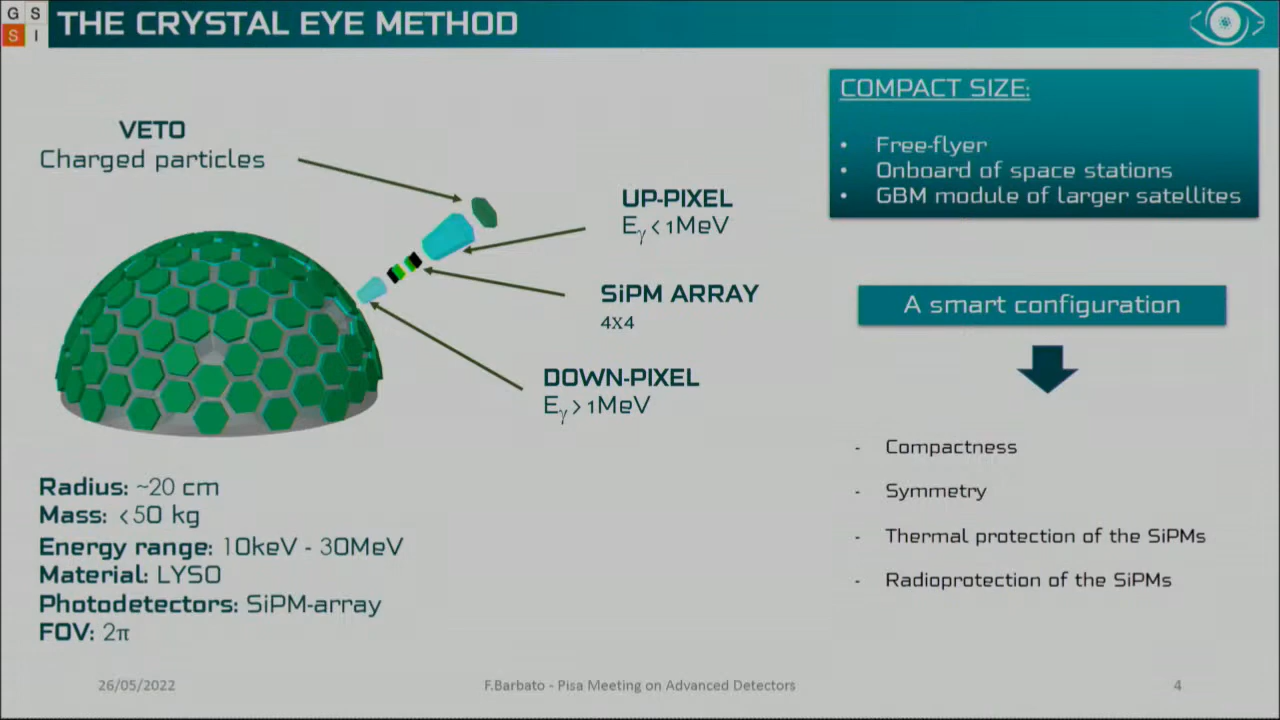 G S
S I
THE CRYSTAL EYE METHOD
VETO
Charged particles
UP-PIXEL
Eγ < 1MeV
SiPM ARRAY
4X4
DOWN-PIXEL
Eγ > 1MeV
Radius: ~20 cm
Mass: <50 kg
Energy range: 10keV - 30MeV
Material: LYSO
Photodetectors: SiPM-array
FOV: 2π
COMPACT SIZE:
• Free-flyer
• Onboard of space stations
• GBM module of larger satellites
A smart configuration
- Compactness
- Symmetry
- Thermal protection of the SiPMs
- Radioprotection of the SiPMs
26/05/2022
F.Barbato - Pisa Meeting on Advanced Detectors
4